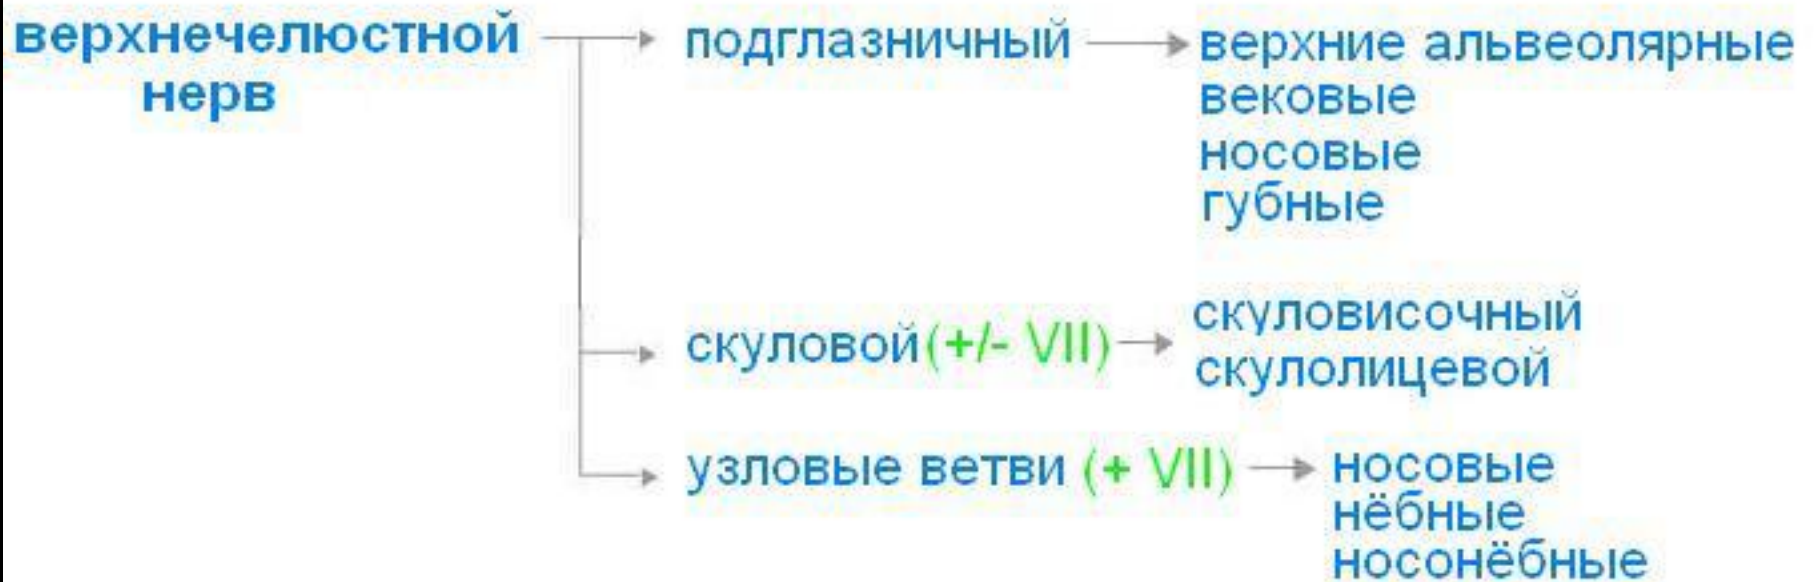 верхнечелюстной
нерв
подглазничный
верхние альвеолярные
вековые
носовые
губные
скуловой (+/- VII)
скуловисочный
скулолицевой
узловые ветви (+ VII)
носовые
нёбные
носонёбные